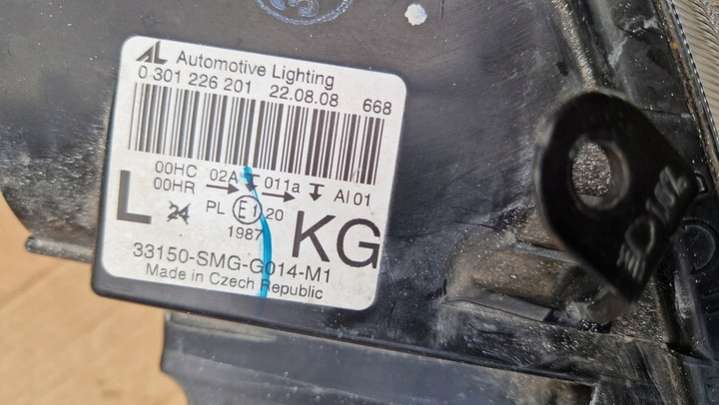 AL Automotive Lighting
0 301 226 201 22.08.08 668
00HC 02A 011a AI 01
00HR
L 24 PL E1 20 KG
1987
33150-SMG-G014-M1
Made in Czech Republic